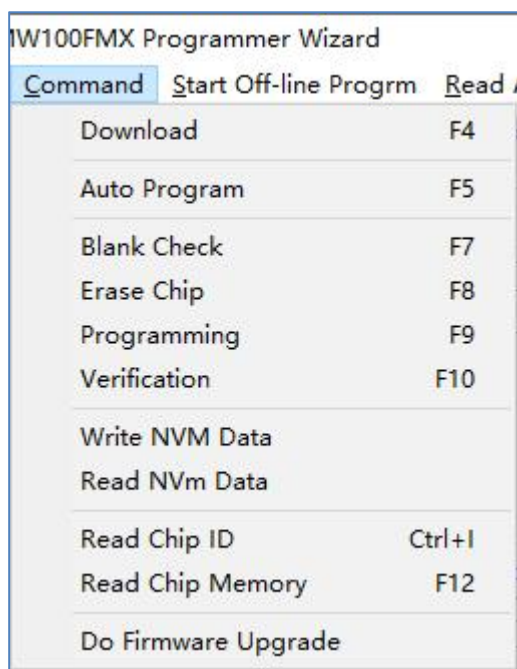 MW100FMX Programmer Wizard
Command Start Off-line Progrm Read
Download F4
Auto Program F5
Blank Check F7
Erase Chip F8
Programming F9
Verification F10
Write NVM Data
Read NVm Data
Read Chip ID Ctrl+I
Read Chip Memory F12
Do Firmware Upgrade